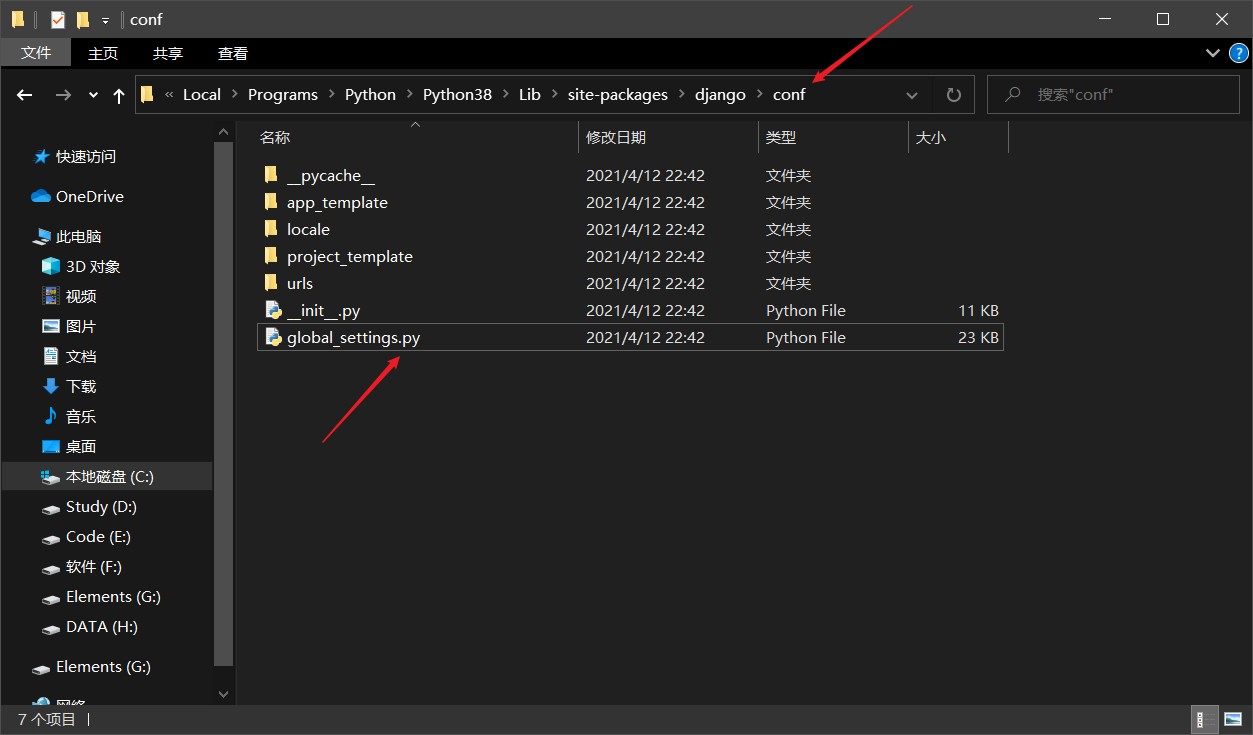 conf
文件 主页 共享 查看
« Local > Programs > Python > Python38 > Lib > site-packages > django > conf 搜索"conf"
名称 修改日期 类型 大小
快速访问
OneDrive
此电脑
3D 对象
视频
图片
文档
下载
音乐
桌面
本地磁盘 (C:)
Study (D:)
Code (E:)
软件 (F:)
Elements (G:)
DATA (H:)
Elements (G:)
网络
__pycache__ 2021/4/12 22:42 文件夹
app_template 2021/4/12 22:42 文件夹
locale 2021/4/12 22:42 文件夹
project_template 2021/4/12 22:42 文件夹
urls 2021/4/12 22:42 文件夹
__init__.py 2021/4/12 22:42 Python File 11 KB
global_settings.py 2021/4/12 22:42 Python File 23 KB
7 个项目